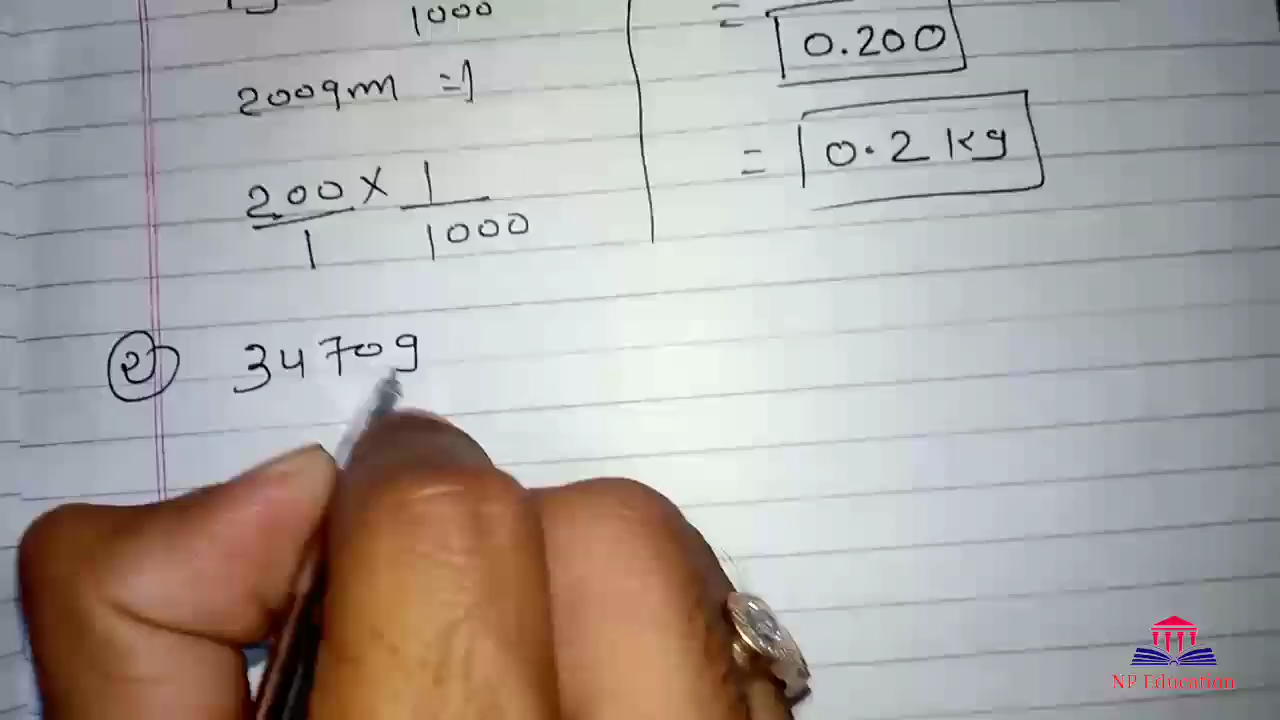 1000
200gm =1
200 X 1
1 1000
= 0.200
= 0.2 kg
3470g
NP Education